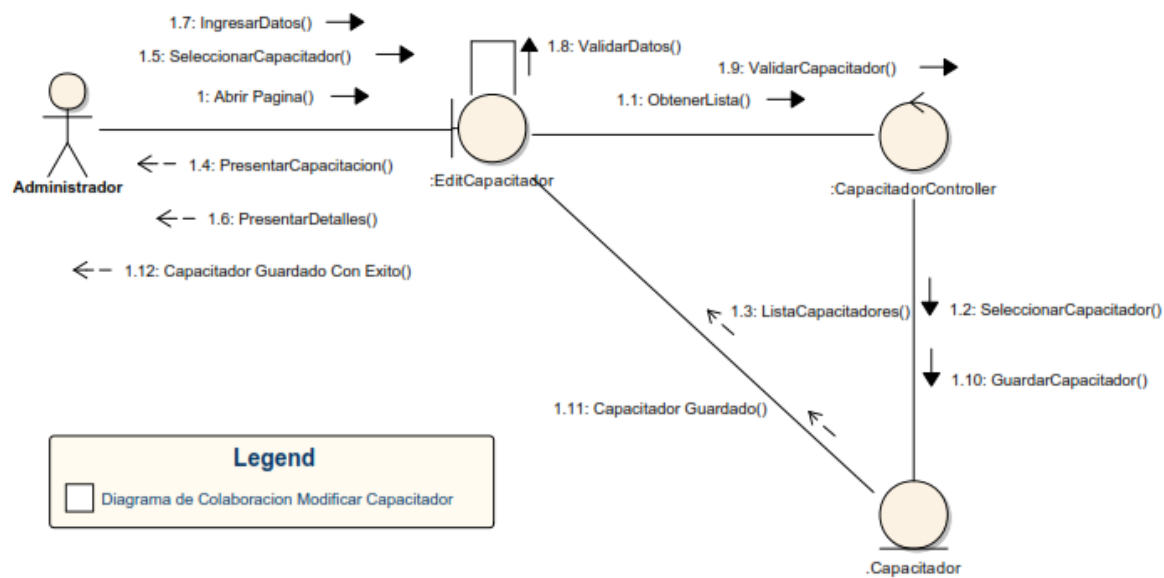 1.7: IngresarDatos()
1.5: SeleccionarCapacitador()
1: Abrir Pagina()
1.8: ValidarDatos()
1.9: ValidarCapacitador()
1.1: ObtenerLista()
Administrador
:EditCapacitador
:CapacitadorController
1.4: PresentarCapacitacion()
1.6: PresentarDetalles()
1.12: Capacitador Guardado Con Exito()
1.3: ListaCapacitadores()
1.2: SeleccionarCapacitador()
1.10: GuardarCapacitador()
1.11: Capacitador Guardado()
Legend
Diagrama de Colaboracion Modificar Capacitador
.Capacitador